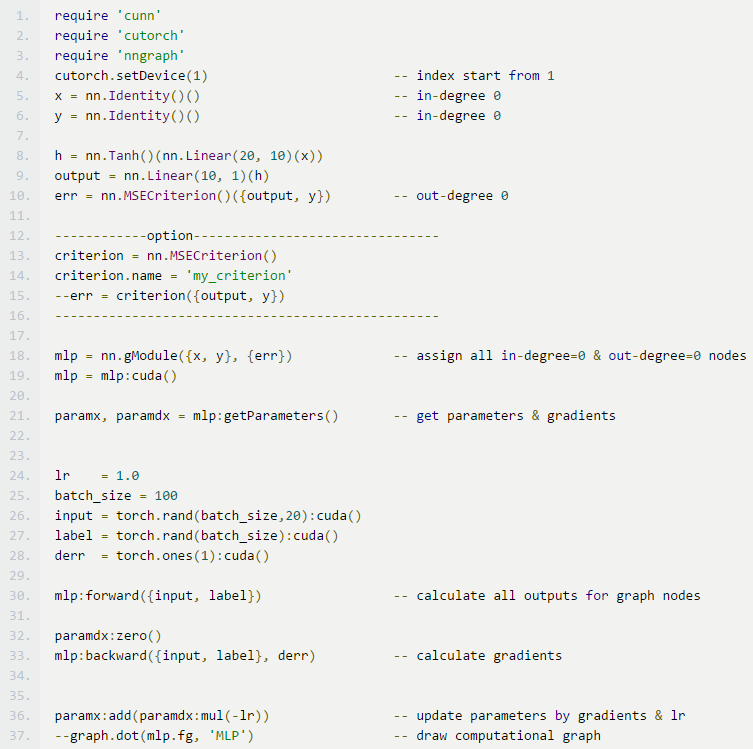 1. require 'cunn'
2. require 'cutorch'
3. require 'nngraph'
4. cutorch.setDevice(1)                        -- index start from 1
5. x = nn.Identity()()                         -- in-degree 0
6. y = nn.Identity()()                         -- in-degree 0
7.
8. h = nn.Tanh()(nn.Linear(20, 10)(x))
9. output = nn.Linear(10, 1)(h)
10. err = nn.MSECriterion()({output, y})        -- out-degree 0
11.
12. ------------option--------------------------------
13. criterion = nn.MSECriterion()
14. criterion.name = 'my_criterion'
15. --err = criterion({output, y})
16. --------------------------------------------------
17.
18. mlp = nn.gModule({x, y}, {err})             -- assign all in-degree=0 & out-degree=0 nodes
19. mlp = mlp:cuda()
20.
21. paramx, paramdx = mlp:getParameters()       -- get parameters & gradients
22.
23.
24. lr    = 1.0
25. batch_size = 100
26. input = torch.rand(batch_size,20):cuda()
27. label = torch.rand(batch_size):cuda()
28. derr  = torch.ones(1):cuda()
29.
30. mlp:forward({input, label})                 -- calculate all outputs for graph nodes
31.
32. paramdx:zero()
33. mlp:backward({input, label}, derr)          -- calculate gradients
34.
35.
36. paramx:add(paramdx:mul(-lr))                -- update parameters by gradients & lr
37. --graph.dot(mlp.fg, 'MLP')                  -- draw computational graph